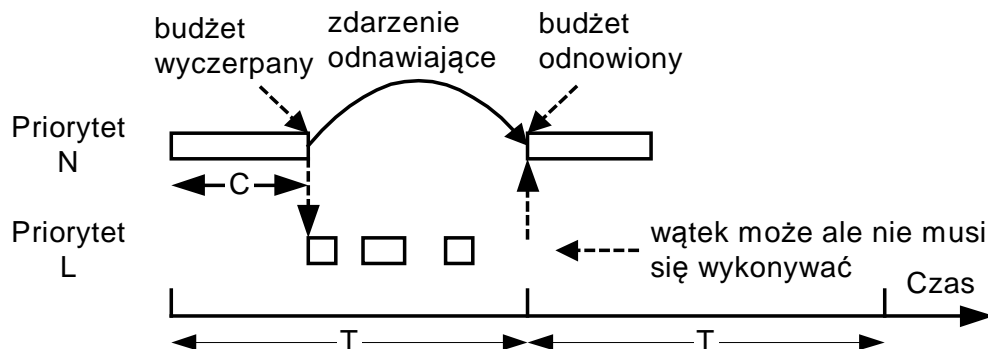 budżet
wyczerpany
zdarzenie
odnawiające
budżet
odnowiony
Priorytet
N
C
Priorytet
L
wątek może ale nie musi
się wykonywać
Czas
T
T